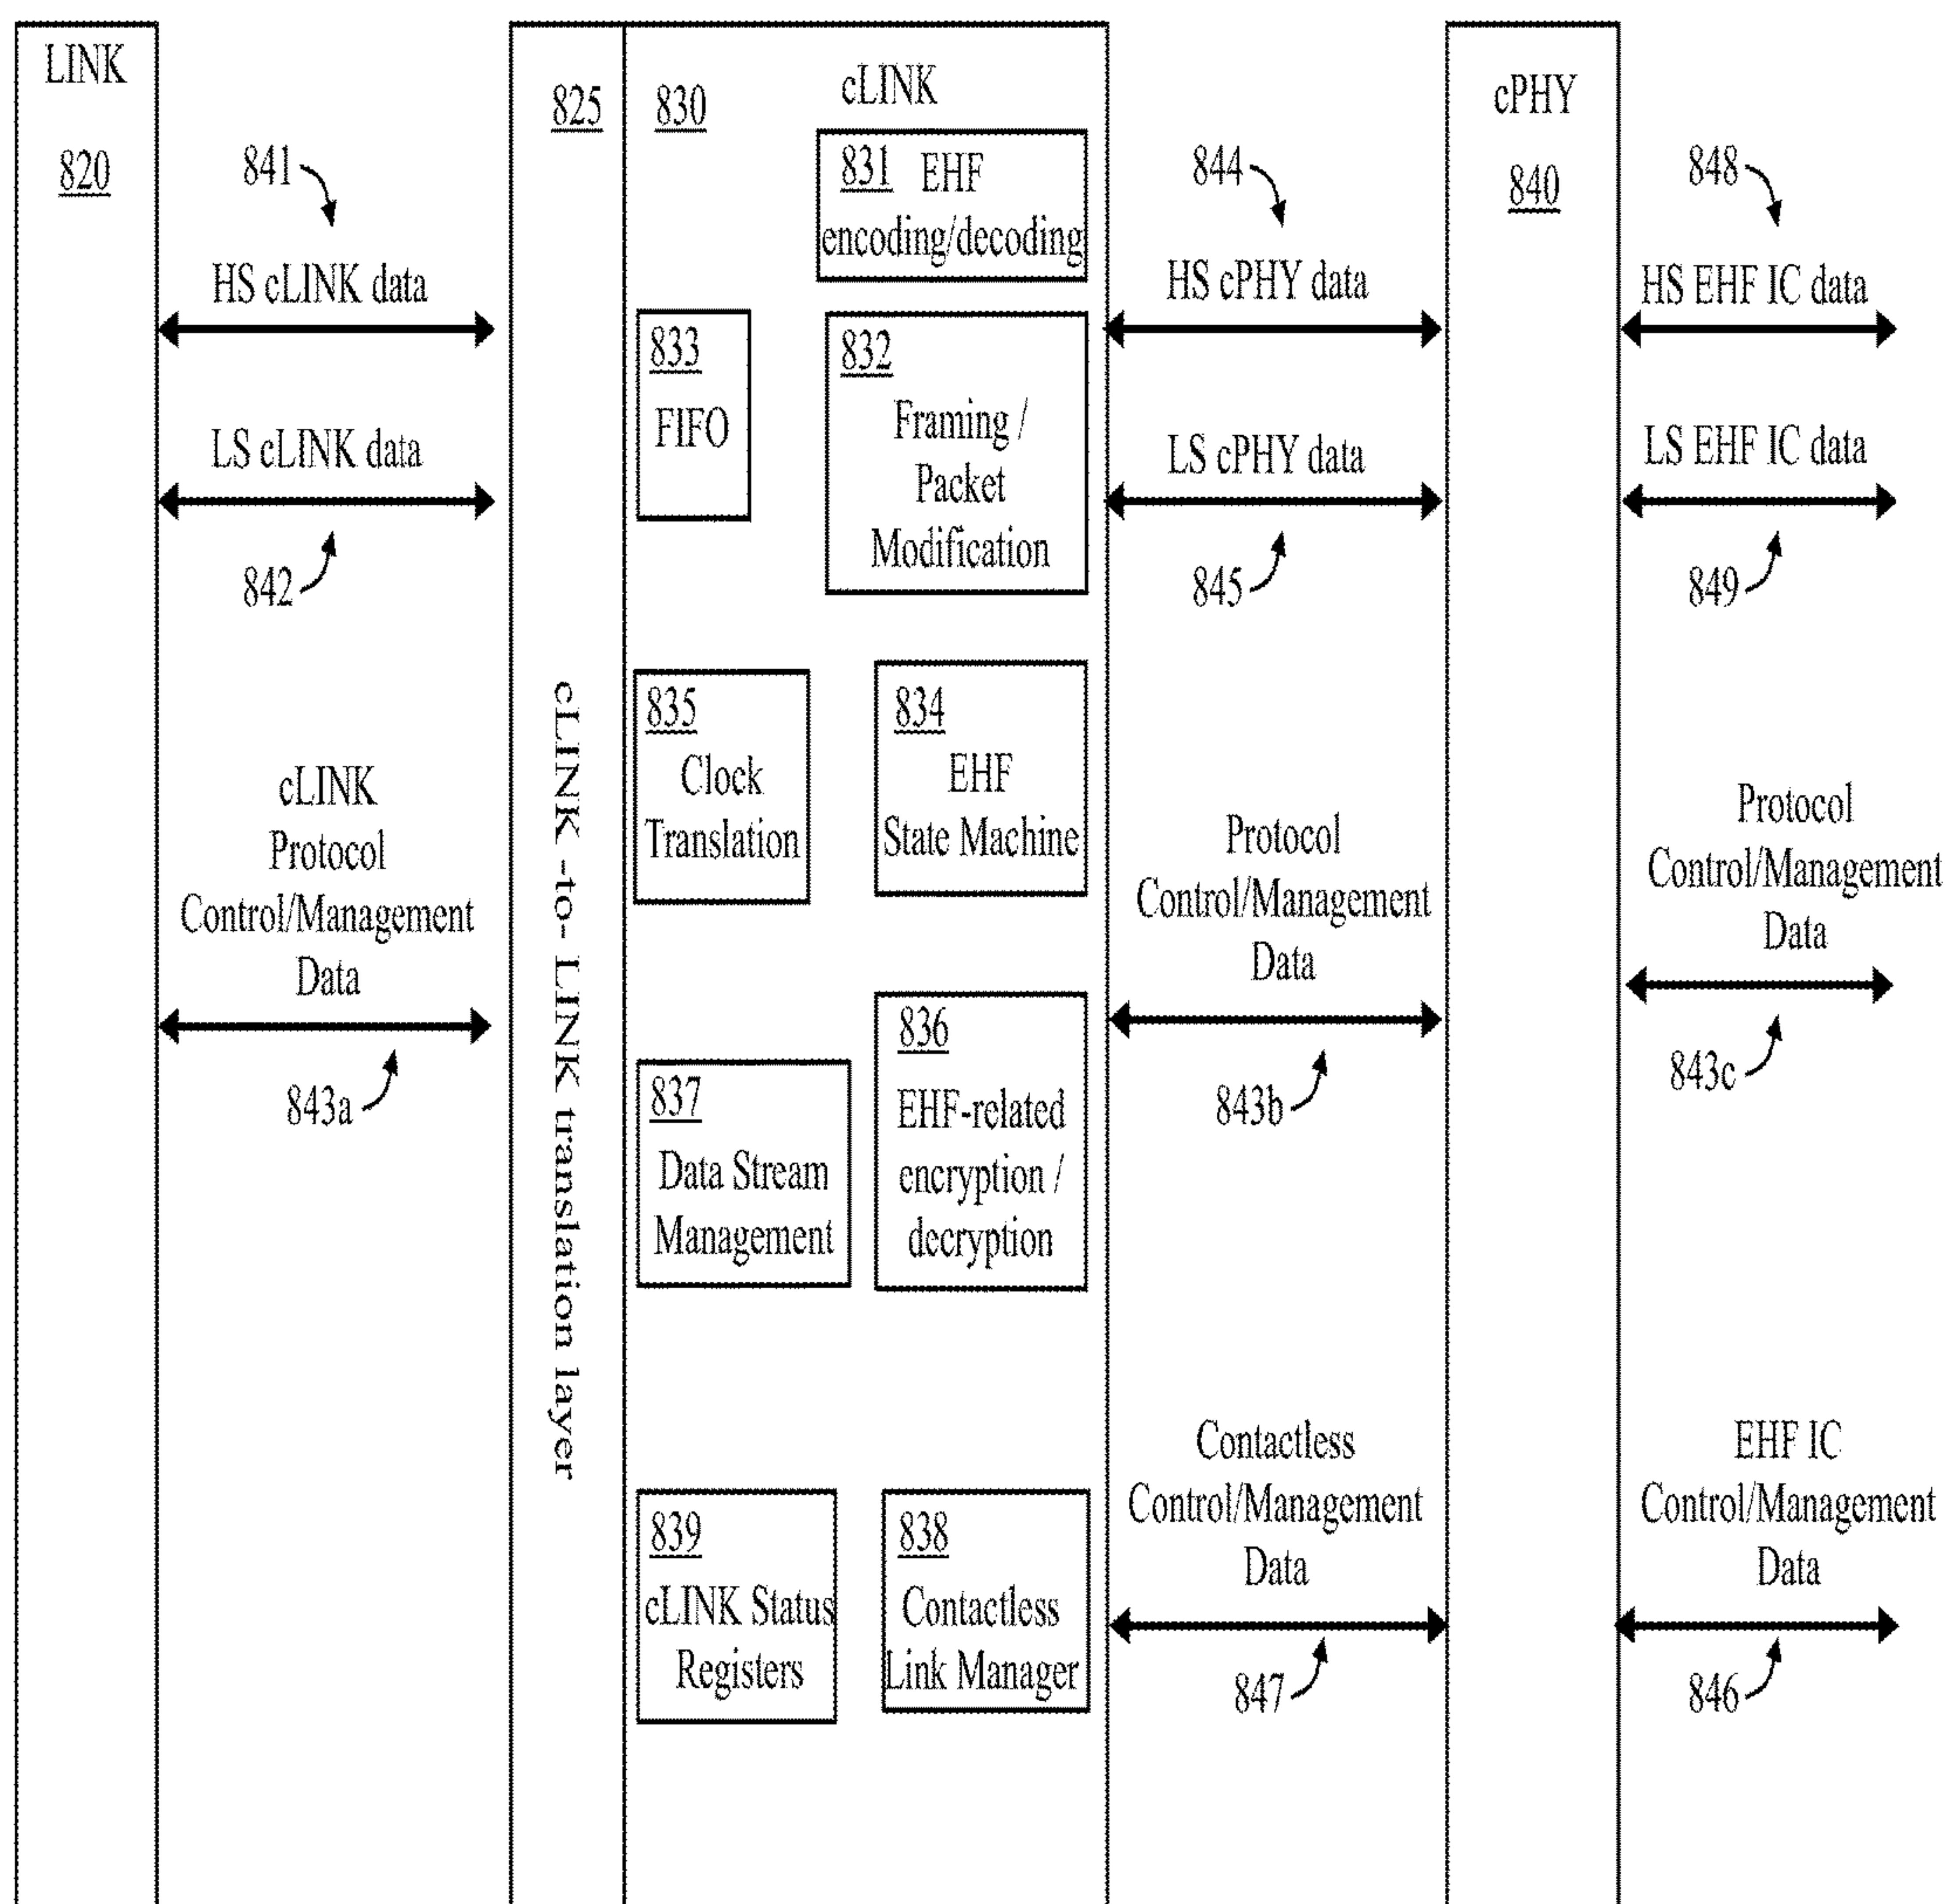 LINK
820
841
HS cLINK data
LS cLINK data
842
cLINK
Protocol
Control/Management
Data
843a
825
cLINK -to- LINK translation layer
830
cLINK
831 EHF
encoding/decoding
833
FIFO
832
Framing /
Packet
Modification
835
Clock
Translation
834
EHF
State Machine
837
Data Stream
Management
836
EHF-related
encryption /
decryption
839
cLINK Status
Registers
838
Contactless
Link Manager
844
HS cPHY data
LS cPHY data
845
Protocol
Control/Management
Data
843b
Contactless
Control/Management
Data
847
cPHY
840
848
HS EHF IC data
LS EHF IC data
849
Protocol
Control/Management
Data
843c
EHF IC
Control/Management
Data
846